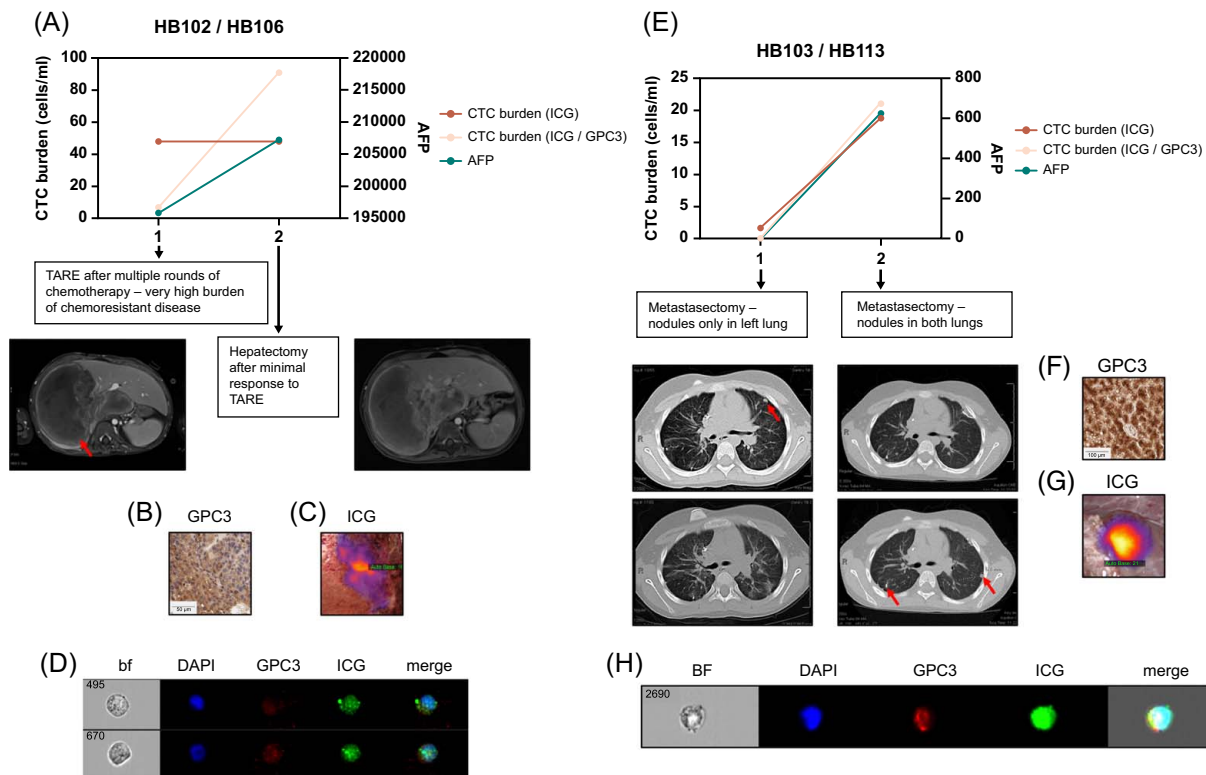 (A)
HB102 / HB106
CTC burden (cells/ml)
100
80
60
40
20
0
220000
215000
210000
205000
200000
195000
AFP
1
2
CTC burden (ICG)
CTC burden (ICG / GPC3)
AFP
TARE after multiple rounds of
chemotherapy – very high burden
of chemoresistant disease
Hepatectomy
after minimal
response to
TARE
(B)
GPC3
50 µm
(C)
ICG
Auto Base
(D)
bf
DAPI
GPC3
ICG
merge
495
670
(E)
HB103 / HB113
CTC burden (cells/ml)
25
20
15
10
5
0
800
600
400
200
0
AFP
1
2
CTC burden (ICG)
CTC burden (ICG / GPC3)
AFP
Metastasectomy –
nodules only in left lung
Metastasectomy –
nodules in both lungs
R
R
R
R
(F)
GPC3
100 µm
(G)
ICG
Auto Base: 21
(H)
BF
DAPI
GPC3
ICG
merge
2690